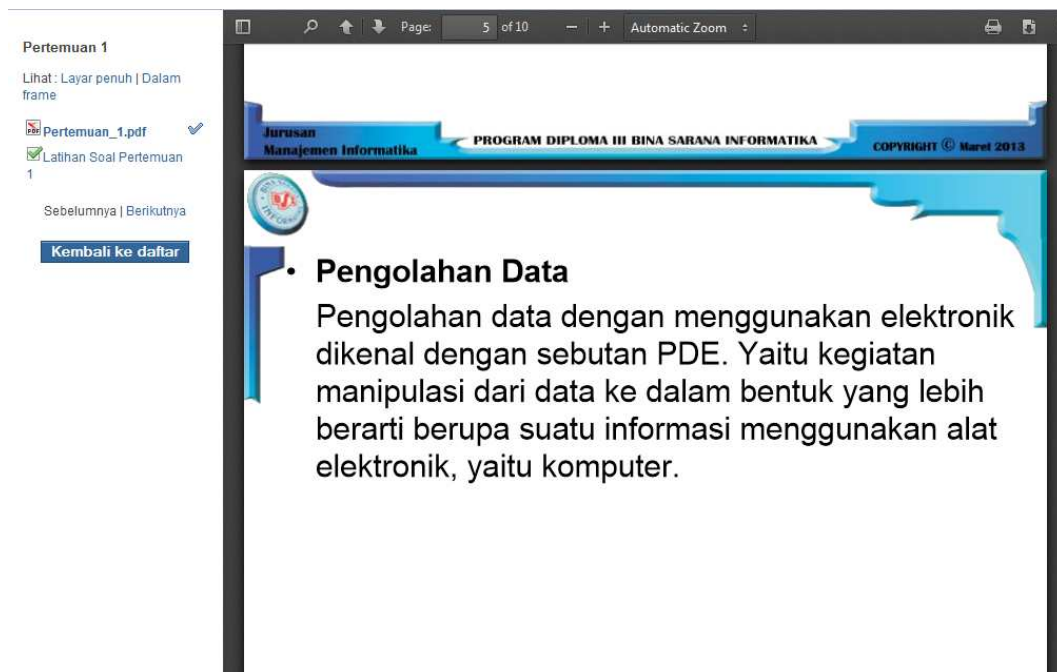 Pertemuan 1
Lihat : Layar penuh | Dalam
frame
Pertemuan_1.pdf
Latihan Soal Pertemuan
1
Sebelumnya | Berikutnya
Kembali ke daftar
Page: 5 of 10 Automatic Zoom
Jurusan
Manajemen Informatika
PROGRAM DIPLOMA III BINA SARANA INFORMATIKA
COPYRIGHT © Maret 2013
• Pengolahan Data
Pengolahan data dengan menggunakan elektronik
dikenal dengan sebutan PDE. Yaitu kegiatan
manipulasi dari data ke dalam bentuk yang lebih
berarti berupa suatu informasi menggunakan alat
elektronik, yaitu komputer.